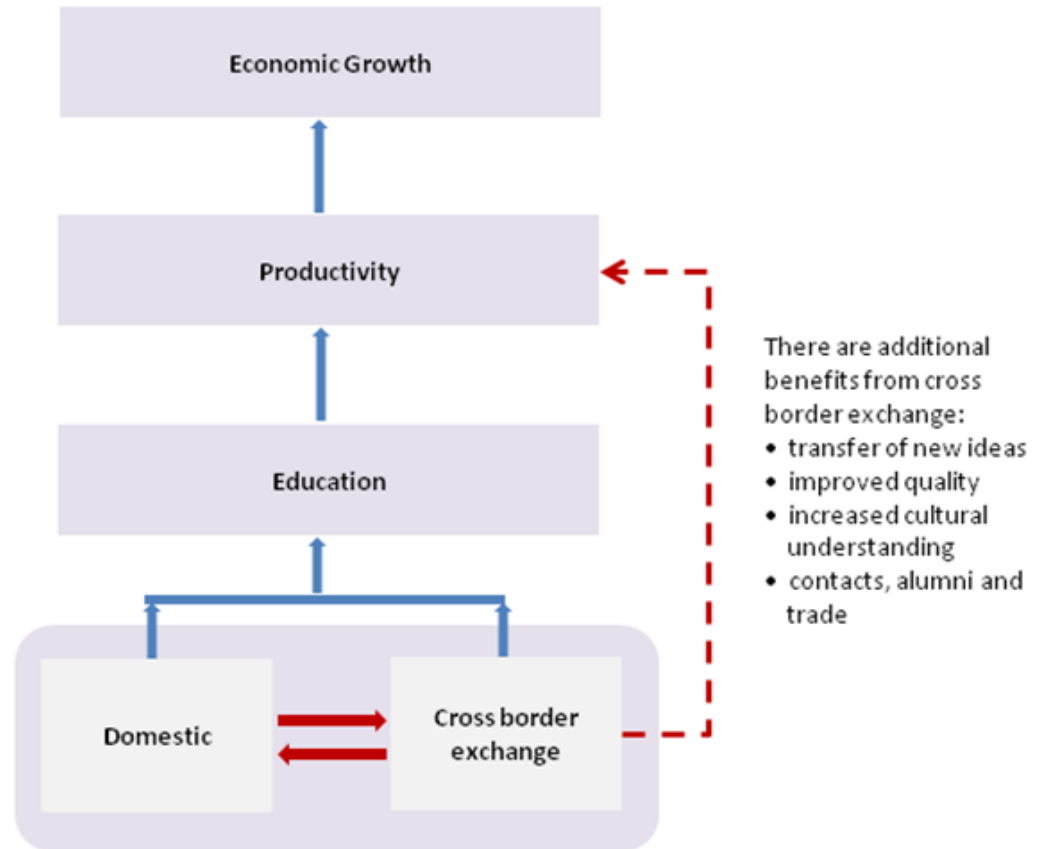 Economic Growth
Productivity
There are additional
benefits from cross
border exchange:
• transfer of new ideas
• improved quality
• increased cultural
understanding
• contacts, alumni and
trade
Education
Domestic
Cross border
exchange